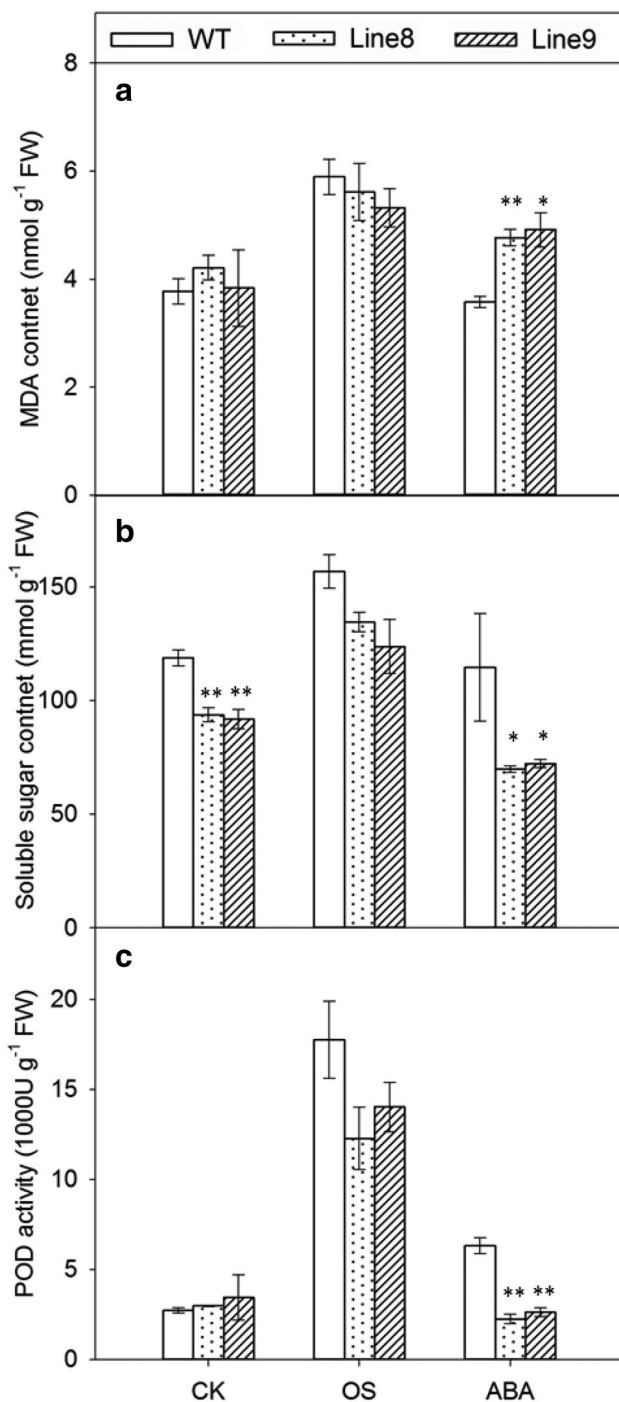 WT Line8 Line9
a
8
6
4
2
0
MDA contnet (nmol g-1 FW)
** *
b
150
100
50
0
Soluble sugar contnet (mmol g-1 FW)
** **
* *
c
20
15
10
5
0
POD activity (1000U g-1 FW)
** **
CK OS ABA